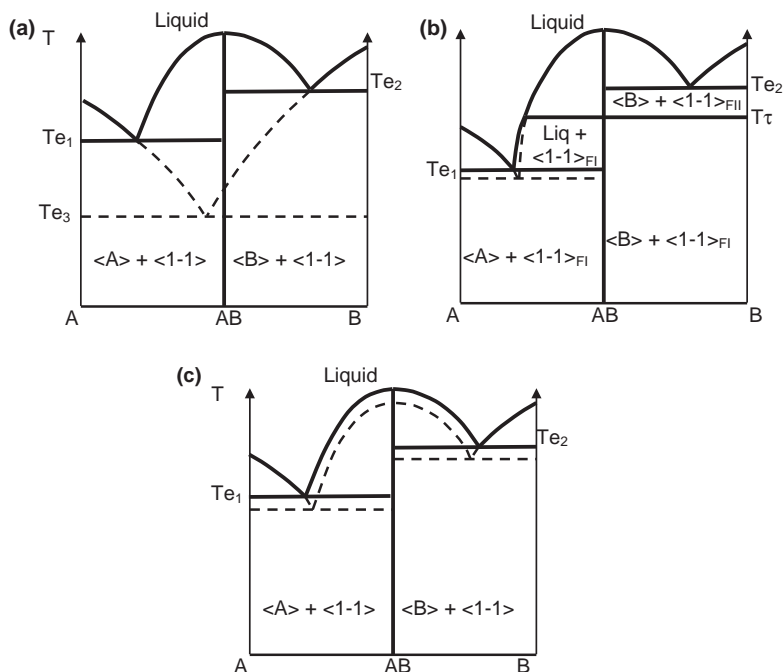 (a)
T
Liquid
Te₁
Te₂
Te₃
<A> + <1-1>
<B> + <1-1>
A
AB
B
(b)
T
Liquid
Te₂
<B> + <1-1>FII
Tτ
Liq +
<1-1>FI
Te₁
<A> + <1-1>FI
<B> + <1-1>FI
A
AB
B
(c)
T
Liquid
Te₂
Te₁
<A> + <1-1>
<B> + <1-1>
A
AB
B